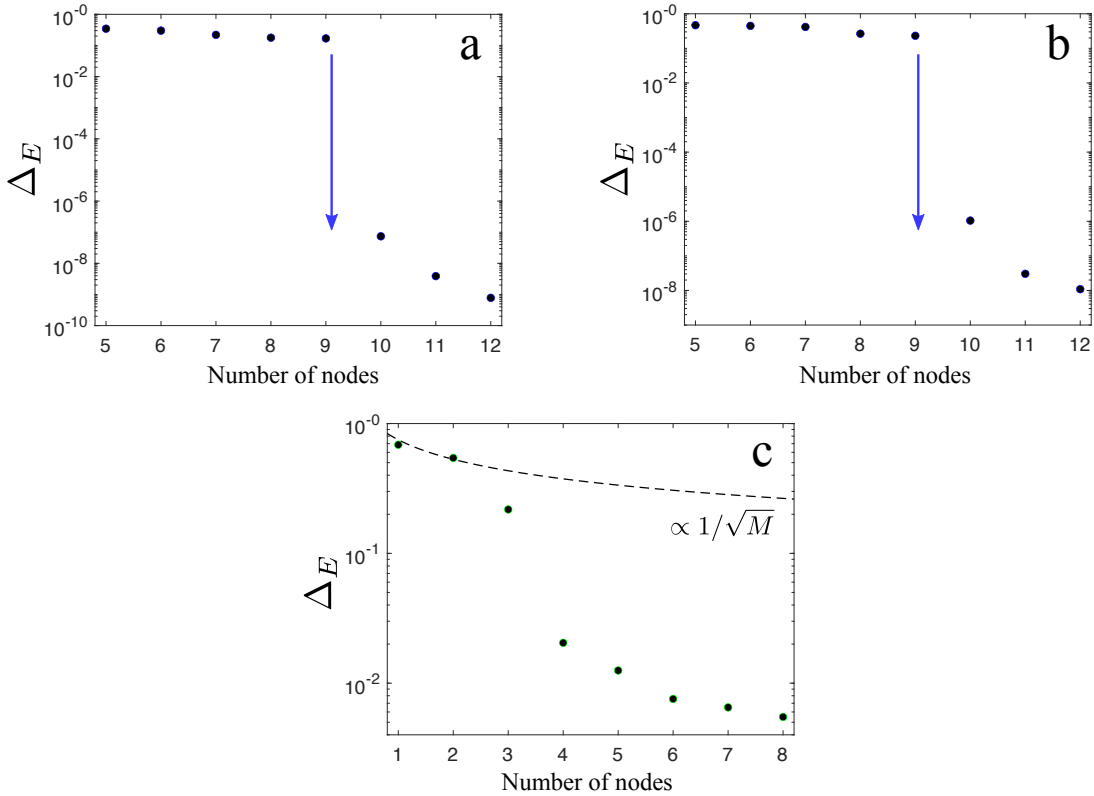 a
10^-0
10^-2
10^-4
10^-6
10^-8
10^-10
Δ_E
5 6 7 8 9 10 11 12
Number of nodes
b
10^-0
10^-2
10^-4
10^-6
10^-8
Δ_E
5 6 7 8 9 10 11 12
Number of nodes
c
10^-0
10^-1
10^-2
Δ_E
∝ 1/√M
1 2 3 4 5 6 7 8
Number of nodes